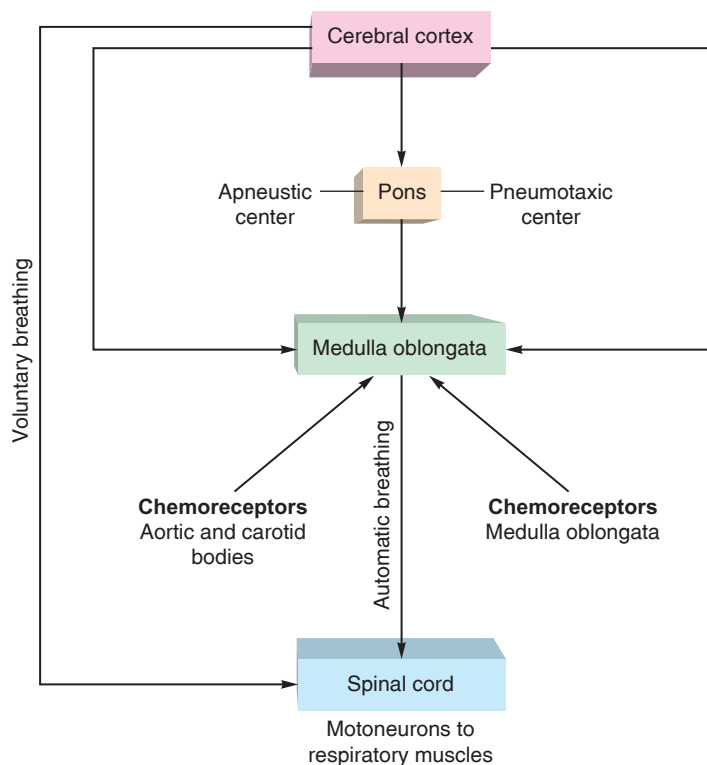 Cerebral cortex
Apneustic
center
Pons
Pneumotaxic
center
Voluntary breathing
Medulla oblongata
Chemoreceptors
Aortic and carotid
bodies
Automatic breathing
Chemoreceptors
Medulla oblongata
Spinal cord
Motoneurons to
respiratory muscles